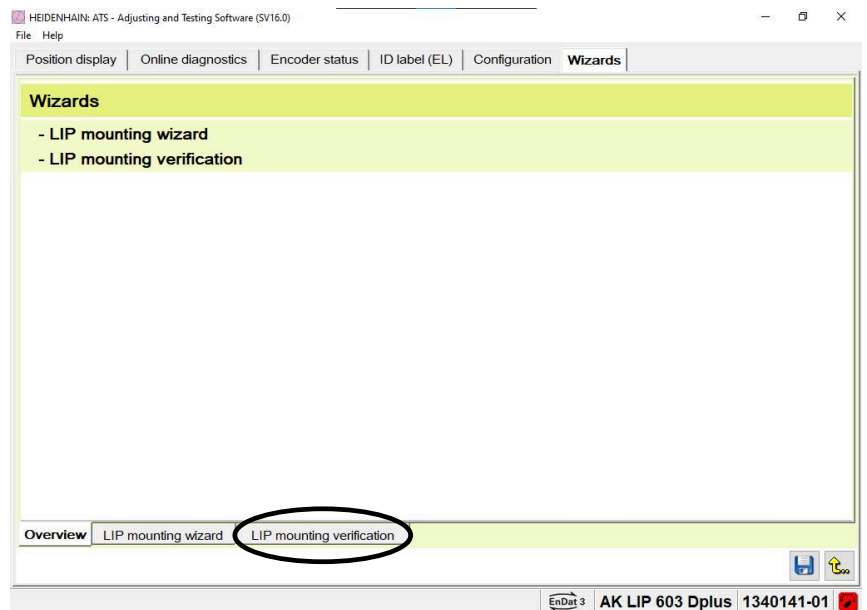 HEIDENHAIN: ATS - Adjusting and Testing Software (SV16.0)
File Help
Position display Online diagnostics Encoder status ID label (EL) Configuration Wizards
Wizards
- LIP mounting wizard
- LIP mounting verification
Overview LIP mounting wizard LIP mounting verification
EnDat 3 AK LIP 603 Dplus 1340141-01